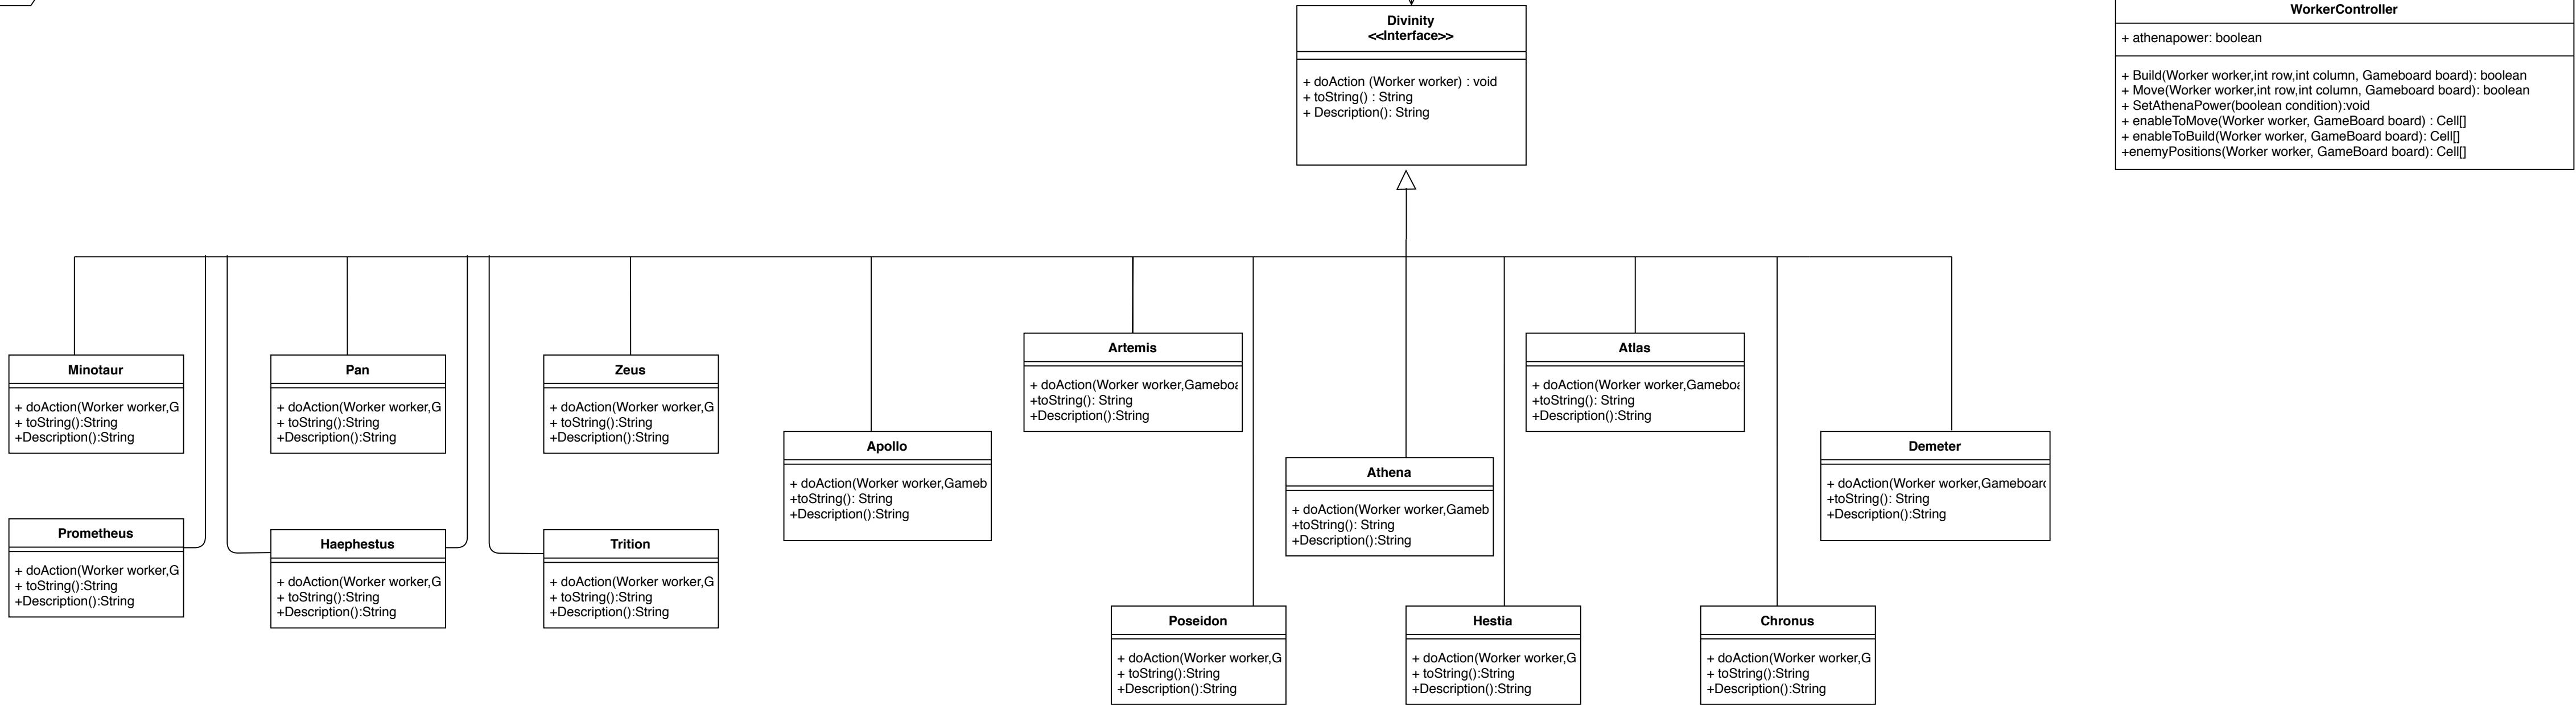 Divinity
<<Interface>>
+ doAction (Worker worker) : void
+ toString() : String
+ Description(): String
WorkerController
+ athenapower: boolean
+ Build(Worker worker,int row,int column, Gameboard board): boolean
+ Move(Worker worker,int row,int column, Gameboard board): boolean
+ SetAthenaPower(boolean condition):void
+ enableToMove(Worker worker, GameBoard board) : Cell[]
+ enableToBuild(Worker worker, GameBoard board): Cell[]
+enemyPositions(Worker worker, GameBoard board): Cell[]
Minotaur
+ doAction(Worker worker,G
+ toString():String
+Description():String
Pan
+ doAction(Worker worker,G
+ toString():String
+Description():String
Zeus
+ doAction(Worker worker,G
+ toString():String
+Description():String
Apollo
+ doAction(Worker worker,Gameb
+toString(): String
+Description():String
Artemis
+ doAction(Worker worker,Gameboa
+toString(): String
+Description():String
Athena
+ doAction(Worker worker,Gameb
+toString(): String
+Description():String
Atlas
+ doAction(Worker worker,Gameboa
+toString(): String
+Description():String
Demeter
+ doAction(Worker worker,Gameboard
+toString(): String
+Description():String
Prometheus
+ doAction(Worker worker,G
+ toString():String
+Description():String
Haephestus
+ doAction(Worker worker,G
+ toString():String
+Description():String
Trition
+ doAction(Worker worker,G
+ toString():String
+Description():String
Poseidon
+ doAction(Worker worker,G
+ toString():String
+Description():String
Hestia
+ doAction(Worker worker,G
+ toString():String
+Description():String
Chronus
+ doAction(Worker worker,G
+ toString():String
+Description():String